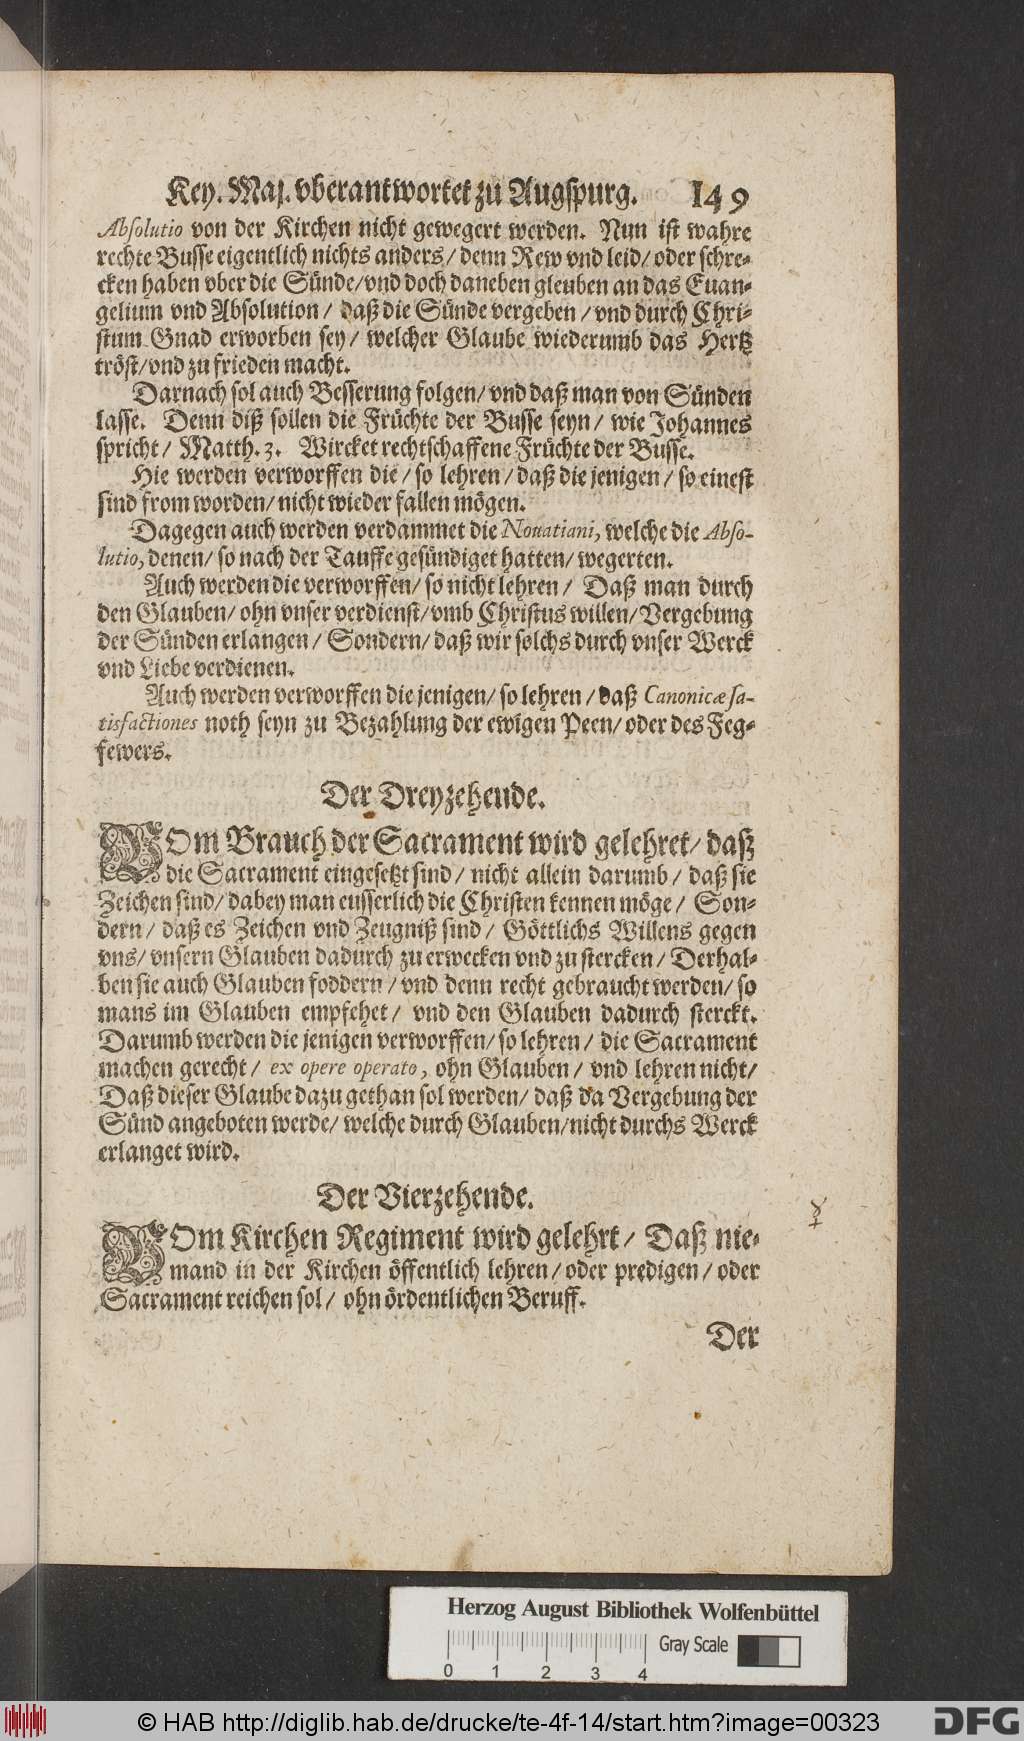 Key. Maj. vberantwortet zu Augspurg. 149
Absolutio von der Kirchen nicht gewegert werden. Nun ist wahre
rechte Busse eigentlich nichts anders/ denn Rew vnd leid/ oder schre-
cken haben vber die Sünde/ vnd doch daneben gleuben an das Euan-
gelium vnd Absolution/ daß die Sünde vergeben/ vnd durch Chri-
stum Gnad erworben sey/ welcher Glaube wiederumb das Hertz
tröst/ vnd zu frieden macht.
Darnach sol auch Besserung folgen/ vnd daß man von Sünden
lasse. Denn diß sollen die Früchte der Busse seyn/ wie Johannes
spricht/ Matth. 3. Wircket rechtschaffene Früchte der Busse.
Hie werden verworffen die/ so lehren/ daß die jenigen/ so einest
sind from worden/ nicht wieder fallen mögen.
Dagegen auch werden verdammet die Nouatiani, welche die Abso-
lutio, denen/ so nach der Tauffe gesündiget hatten/ wegerten.
Auch werden die verworffen/ so nicht lehren/ Daß man durch
den Glauben/ ohn vnser verdienst/ vmb Christus willen/ Vergebung
der Sünden erlangen/ Sondern/ daß wir solchs durch vnser Werck
vnd Liebe verdienen.
Auch werden verworffen die jenigen/ so lehren/ daß Canonicæ sa-
tisfactiones noth seyn zu Bezahlung der ewigen Peen/ oder des Feg-
fewers.
Der Dreyzehende.
VOm Brauch der Sacrament wird gelehret/ daß
die Sacrament eingesetzt sind/ nicht allein darumb/ daß sie
Zeichen sind/ dabey man eusserlich die Christen kennen möge/ Son-
dern/ daß es Zeichen vnd Zeugniß sind/ Göttlichs Willens gegen
vns/ vnsern Glauben dadurch zu erwecken vnd zu stercken/ Derhal-
ben sie auch Glauben foddern/ vnd denn recht gebraucht werden/ so
mans im Glauben empfehet/ vnd den Glauben dadurch sterckt.
Darumb werden die jenigen verworffen/ so lehren/ die Sacrament
machen gerecht/ ex opere operato, ohn Glauben/ vnd lehren nicht/
Daß dieser Glaube dazu gethan sol werden/ daß da Vergebung der
Sünd angeboten werde/ welche durch Glauben/ nicht durchs Werck
erlanget wird.
Der Vierzehende.
VOm Kirchen Regiment wird gelehrt/ Daß nie-
mand in der Kirchen öffentlich lehren/ oder predigen/ oder
Sacrament reichen sol/ ohn ördentlichen Beruff.
Der
Herzog August Bibliothek Wolfenbüttel
Gray Scale
0 1 2 3 4
© HAB http://diglib.hab.de/drucke/te-4f-14/start.htm?image=00323
DFG